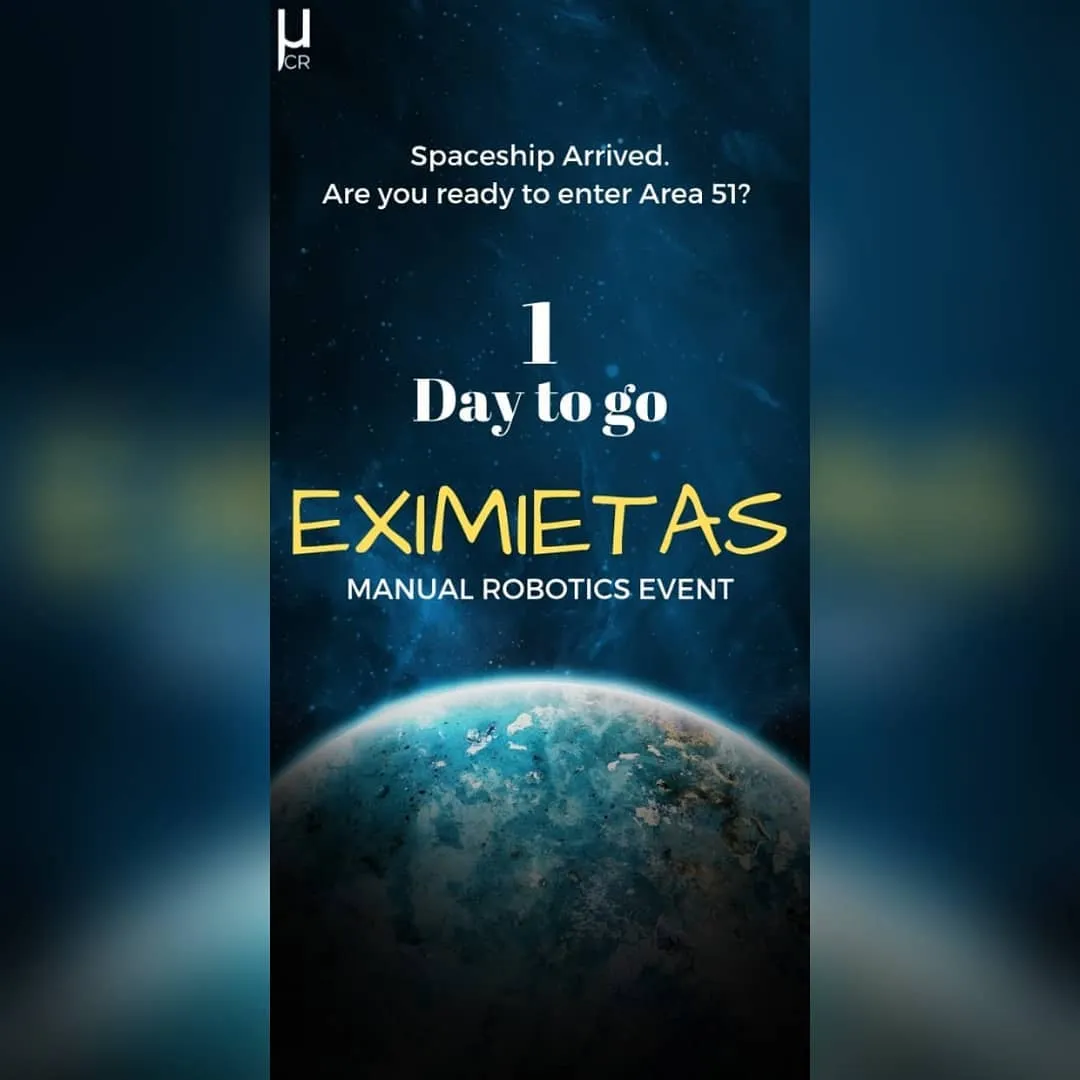 μ
CR
Spaceship Arrived.
Are you ready to enter Area 51?
1
Day to go
EXIMIETAS
MANUAL ROBOTICS EVENT